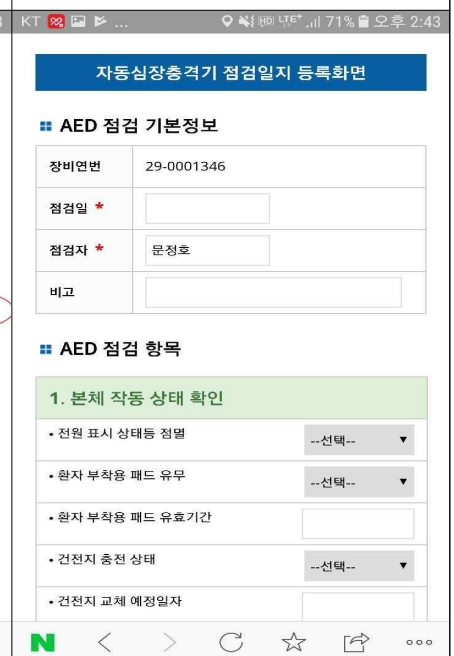 KT ... HD LTE+ 71% 오후 2:43
자동심장충격기 점검일지 등록화면
AED 점검 기본정보
장비연번 29-0001346
점검일 *
점검자 * 문정호
비고
AED 점검 항목
1. 본체 작동 상태 확인
• 전원 표시 상태등 점멸 --선택-- ▼
• 환자 부착용 패드 유무 --선택-- ▼
• 환자 부착용 패드 유효기간
• 건전지 충전 상태 --선택-- ▼
• 건전지 교체 예정일자
N